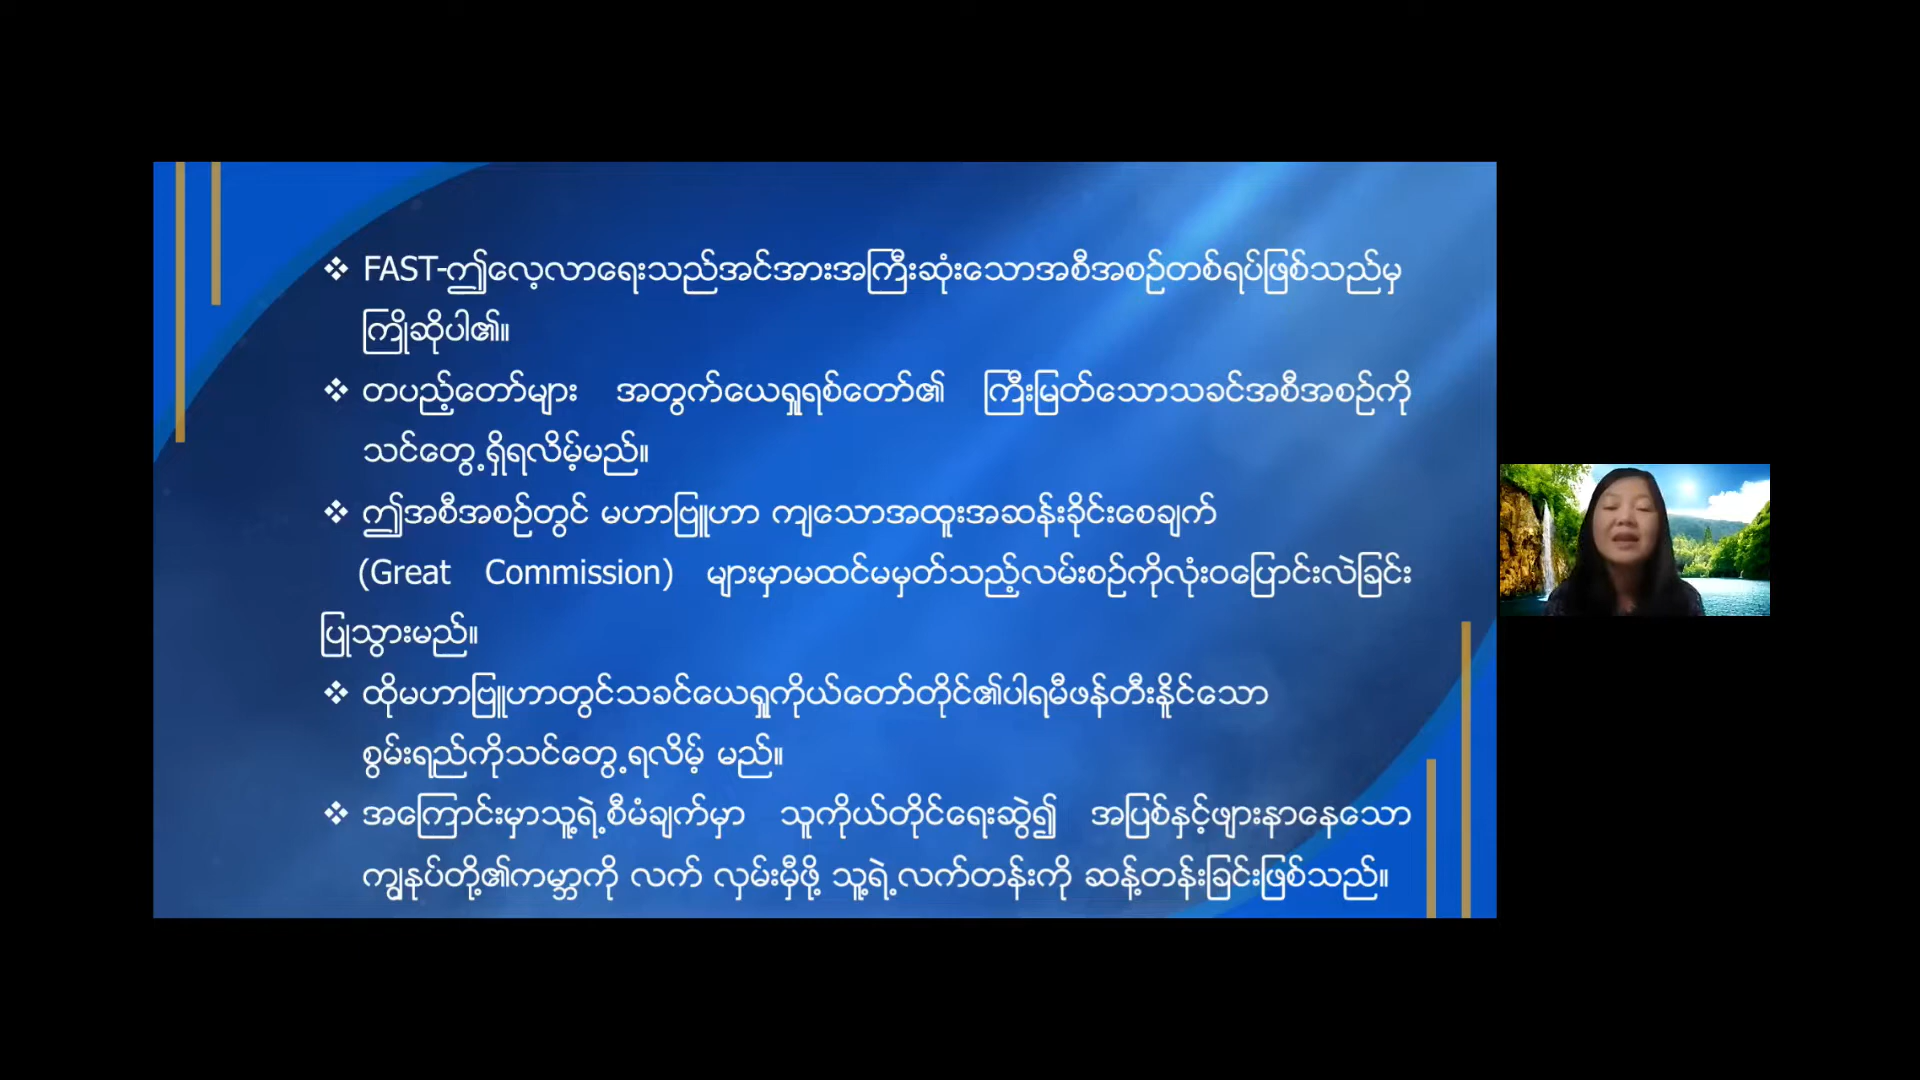 ❖ FAST-ဤလေ့လာရေးသည်အင်အားအကြီးဆုံးသောအစီအစဉ်တစ်ရပ်ဖြစ်သည်မှ
ကြိုဆိုပါ၏။
❖ တပည့်တော်များ အတွက်ယေရှုရစ်တော်၏ ကြီးမြတ်သောသခင်အစီအစဉ်ကို
သင်တွေ့ရှိရလိမ့်မည်။
❖ ဤအစီအစဉ်တွင် မဟာဗြူဟာ ကျသောအထူးအဆန်းခိုင်းစေချက်
(Great Commission) များမှာမထင်မမှတ်သည့်လမ်းစဉ်ကိုလုံးဝပြောင်းလဲခြင်း
ပြုသွားမည်။
❖ ထိုမဟာဗြူဟာတွင်သခင်ယေရှုကိုယ်တော်တိုင်၏ပါရမီဖန်တီးနိူင်သော
စွမ်းရည်ကိုသင်တွေ့ရလိမ့် မည်။
❖ အကြောင်းမှာသူ့ရဲ့စီမံချက်မှာ သူကိုယ်တိုင်ရေးဆွဲ၍ အပြစ်နှင့်ဖျားနာနေသော
ကျွနုပ်တို့၏ကမ္ဘာကို လက် လှမ်းမှီဖို့ သူ့ရဲ့လက်တန်းကို ဆန့်တန်းခြင်းဖြစ်သည်။